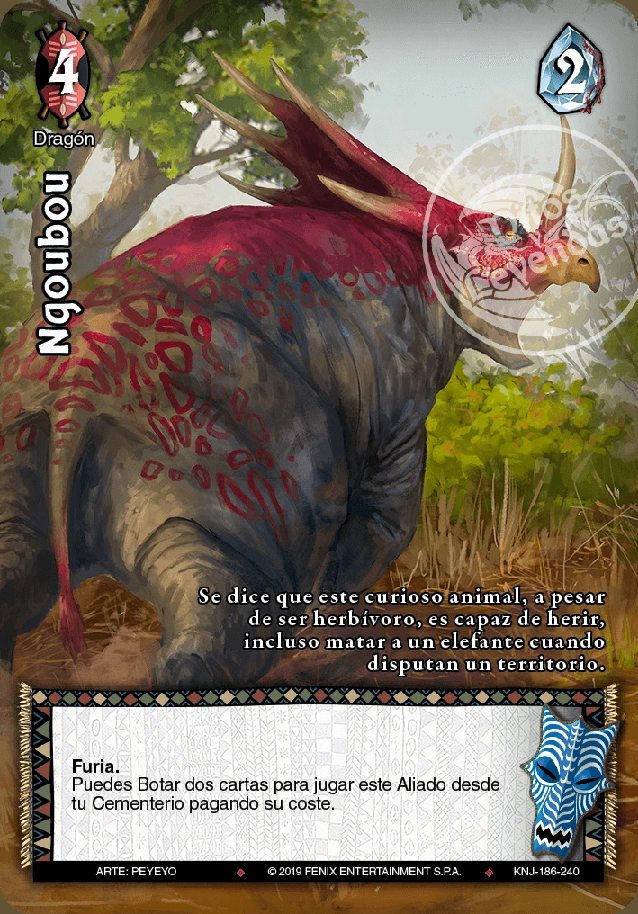 4
2
Dragón
Ngoubou
Mitos
Leyendas
Se dice que este curioso animal, a pesar
de ser herbívoro, es capaz de herir,
incluso matar a un elefante cuando
disputan un territorio.
Furia.
Puedes Botar dos cartas para jugar este Aliado desde
tu Cementerio pagando su coste.
ARTE: PEYEYO
© 2019 FENIX ENTERTAINMENT S.P.A.
KNJ-186-240